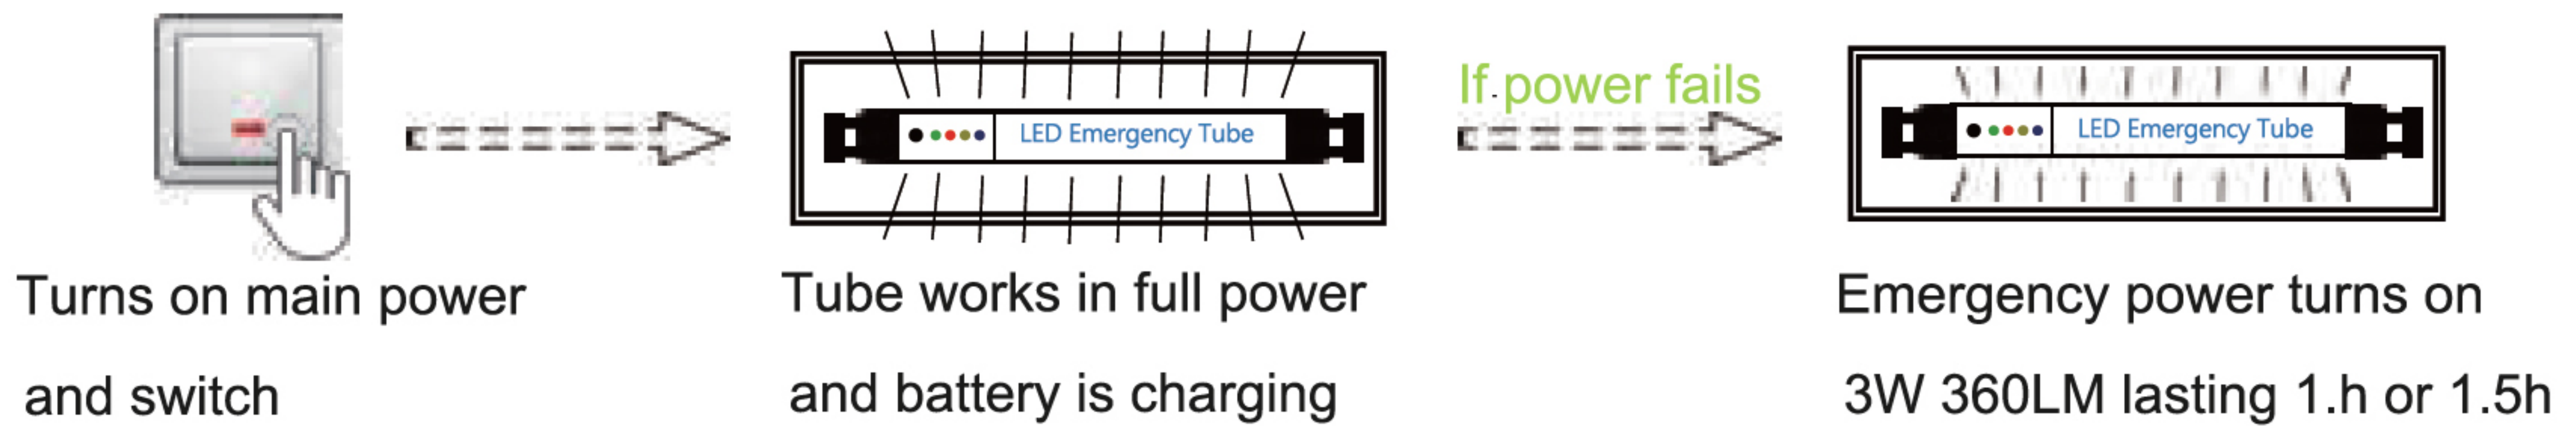 If power fails
LED Emergency Tube
LED Emergency Tube
Turns on main power
and switch
Tube works in full power
and battery is charging
Emergency power turns on
3W 360LM lasting 1.h or 1.5h